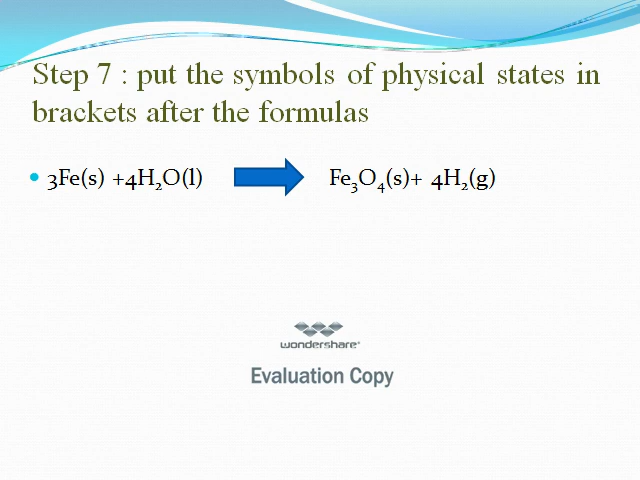 Step 7 : put the symbols of physical states in
brackets after the formulas
• 3Fe(s) +4H₂O(l) Fe₃O₄(s)+ 4H₂(g)
wondershare
Evaluation Copy